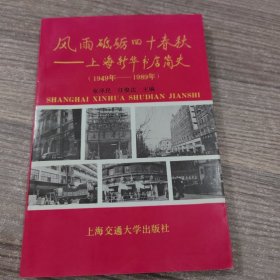 风雨砥砺四十春秋
——上海新华书店简史
(1949年——1989年)
SHANGHAI XINHUA SHUDIAN JIANSHI
主编
上海交通大学出版社